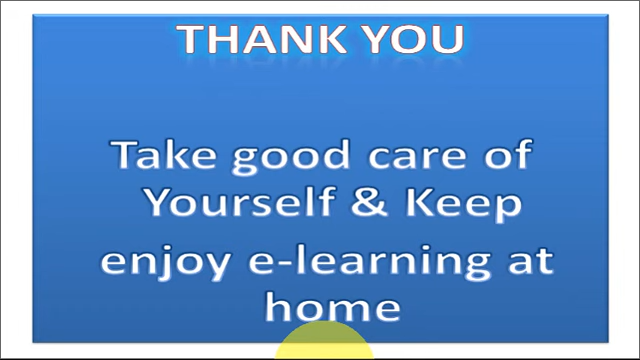 THANK YOU
Take good care of
Yourself & Keep
enjoy e-learning at
home